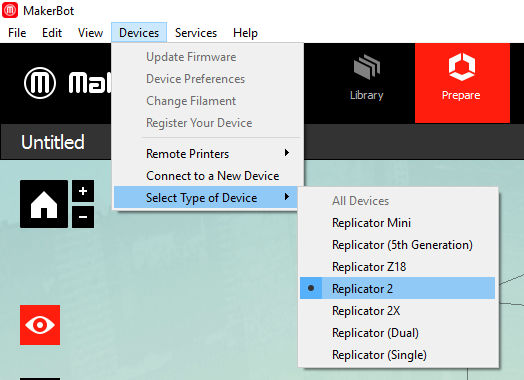 MakerBot
File Edit View Devices Services Help
Update Firmware
Device Preferences
Change Filament
Register Your Device
Remote Printers
Connect to a New Device
Select Type of Device
All Devices
Replicator Mini
Replicator (5th Generation)
Replicator Z18
Replicator 2
Replicator 2X
Replicator (Dual)
Replicator (Single)
Library
Prepare
Untitled